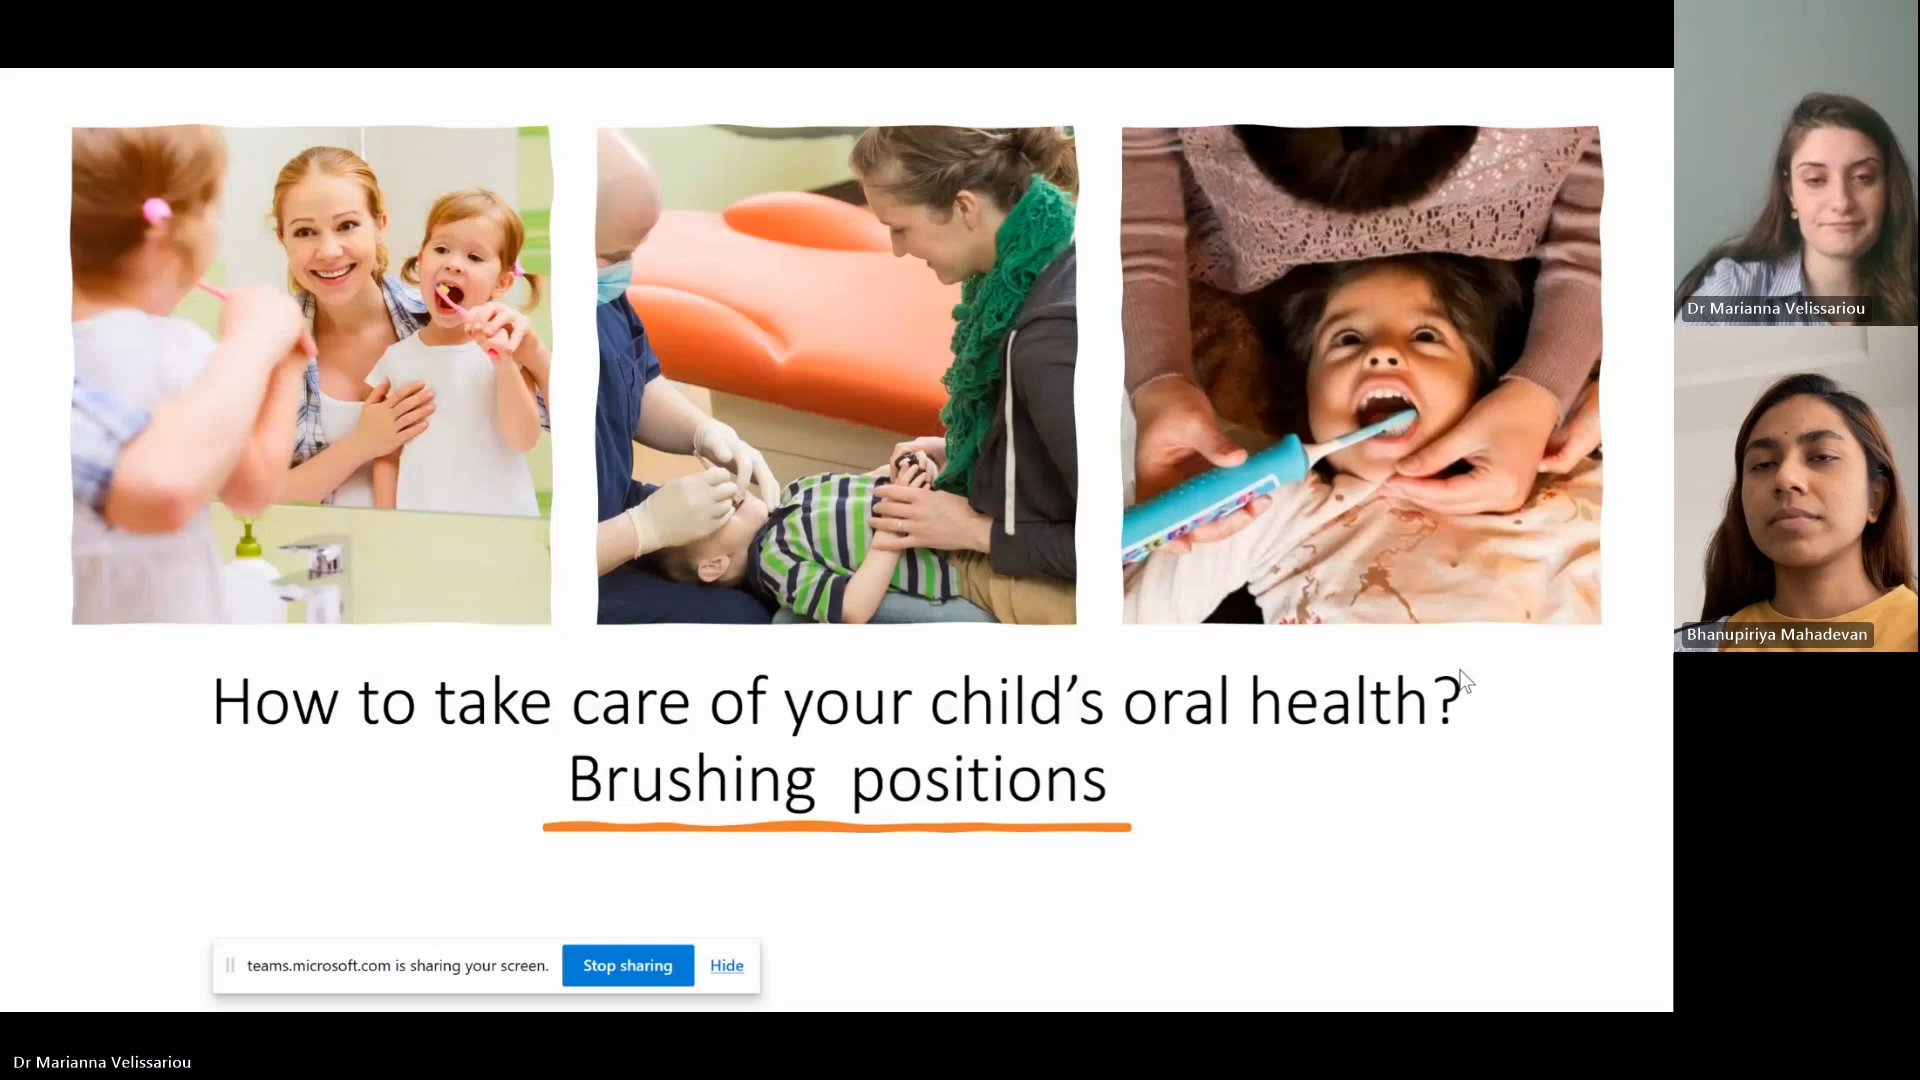 How to take care of your child’s oral health?
Brushing positions
teams.microsoft.com is sharing your screen.
Stop sharing
Hide
Dr Marianna Velissariou
Bhanupiriya Mahadevan
Dr Marianna Velissariou